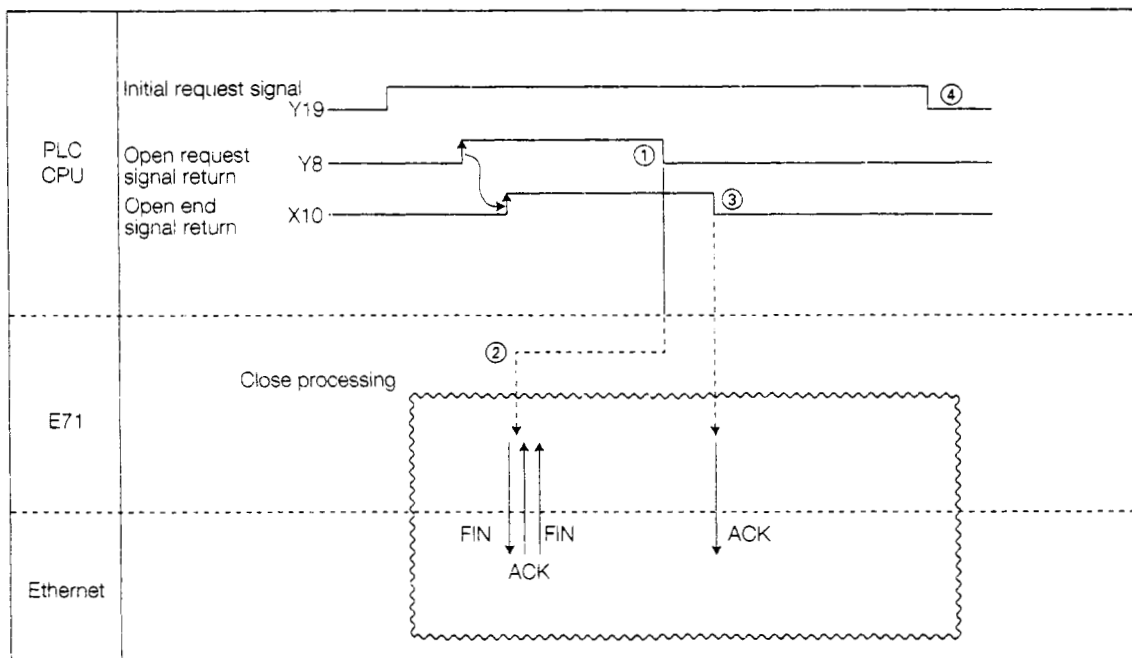 Initial request signal
Y19
④
PLC
CPU
Open request
signal return
Y8
①
Open end
signal return
X10
③
②
Close processing
E71
FIN
FIN
ACK
ACK
Ethernet